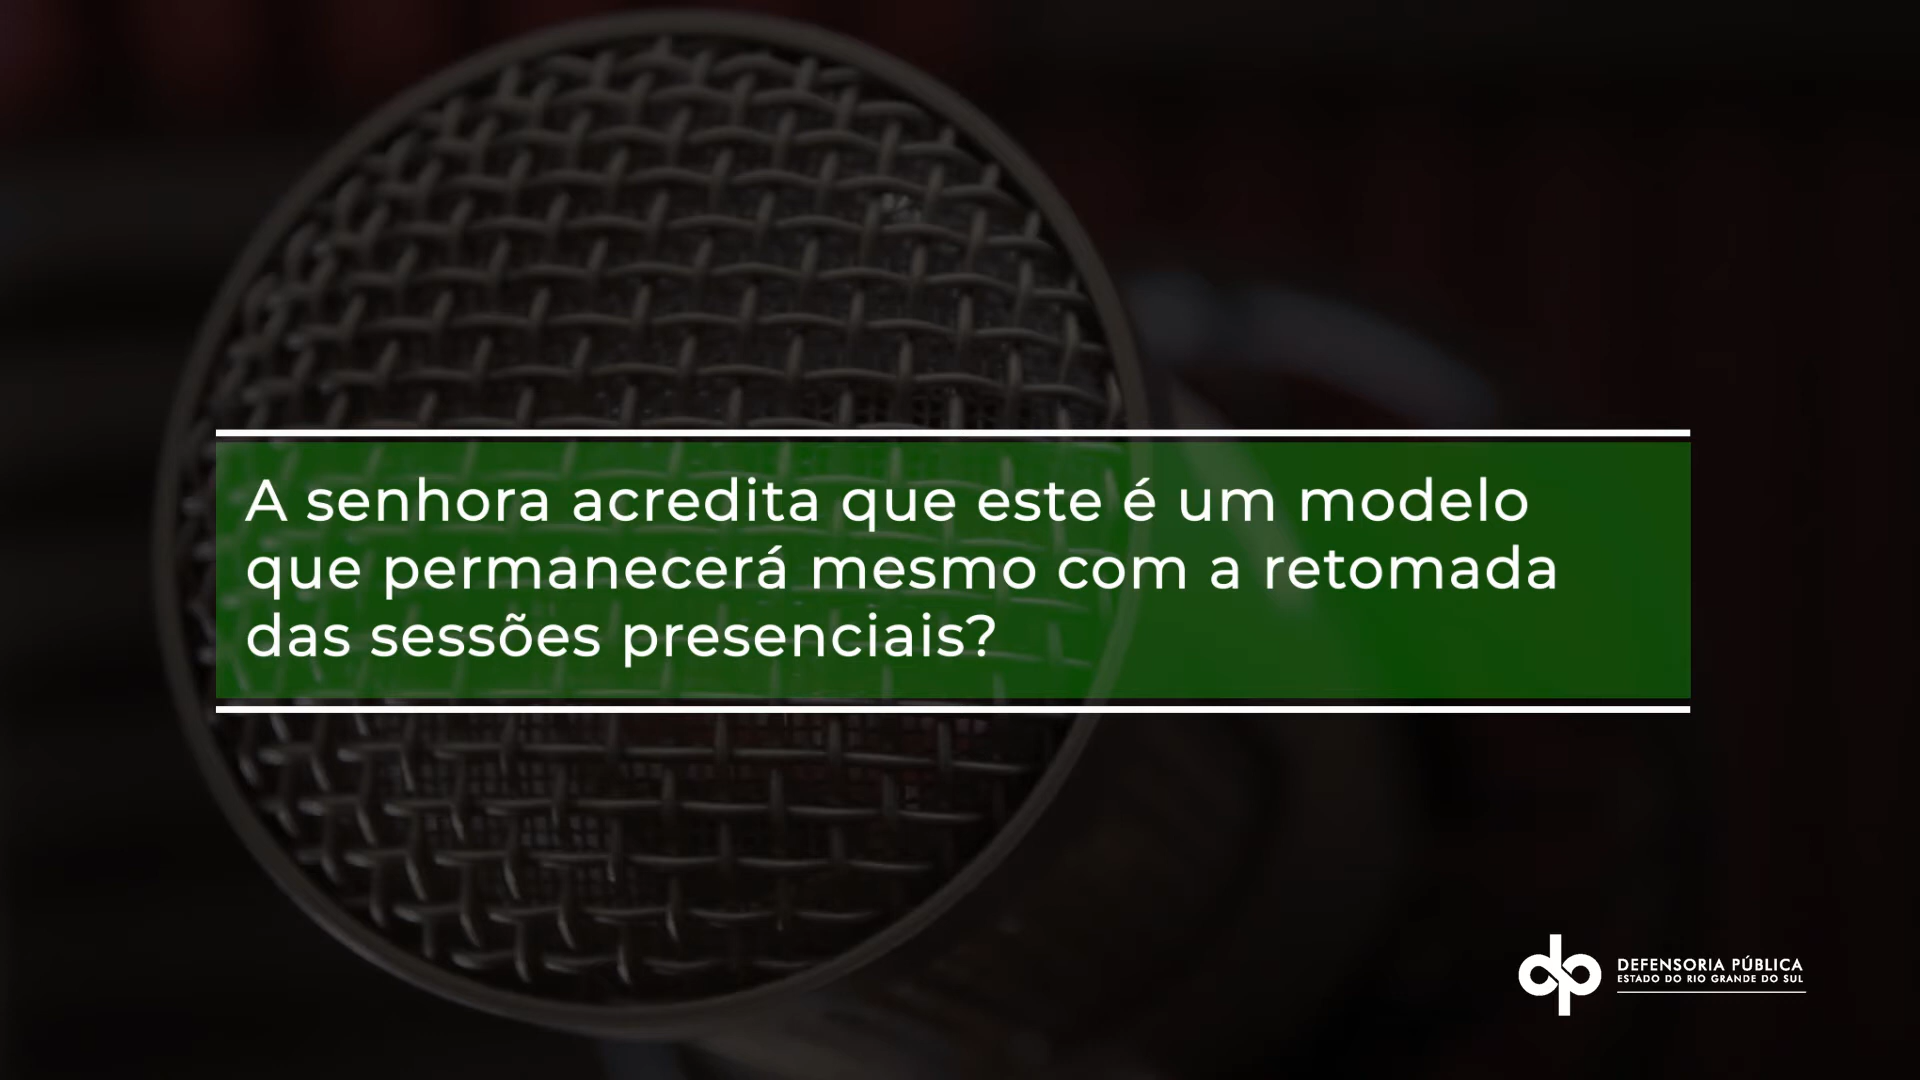 A senhora acredita que este é um modelo
que permanecerá mesmo com a retomada
das sessões presenciais?
dp DEFENSORIA PÚBLICA
ESTADO DO RIO GRANDE DO SUL